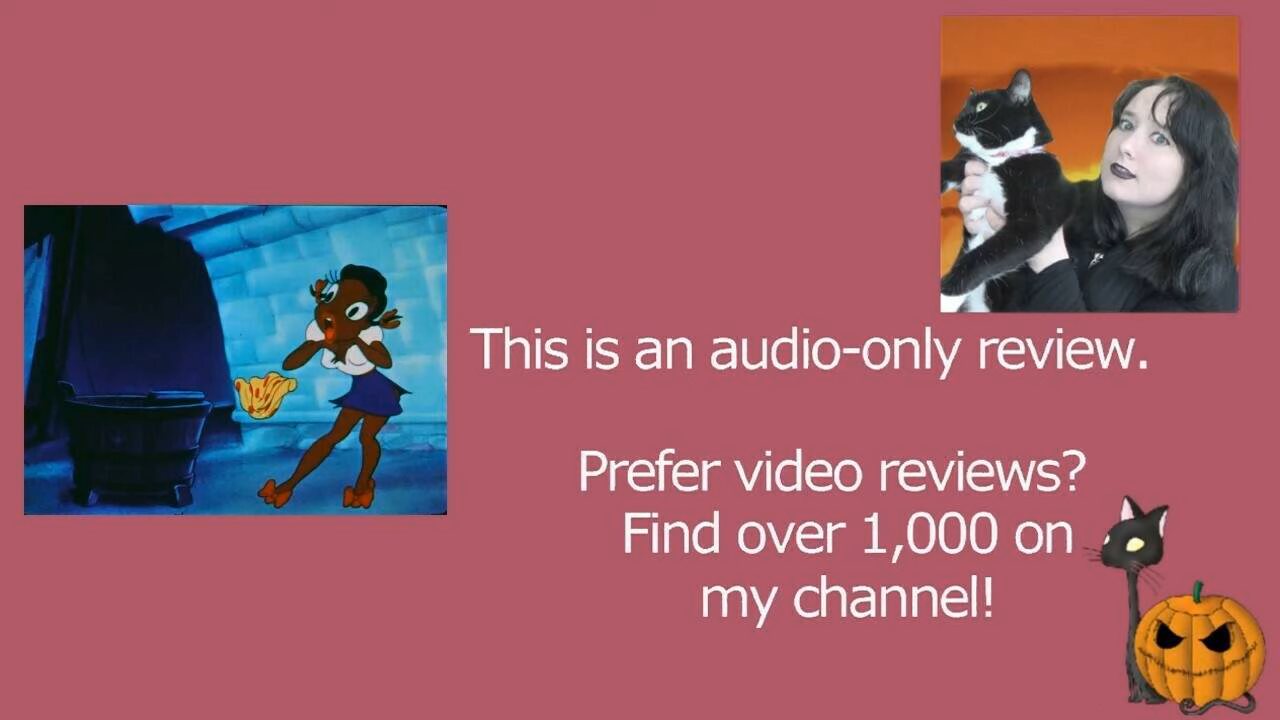 This is an audio-only review.
Prefer video reviews?
Find over 1,000 on
my channel!